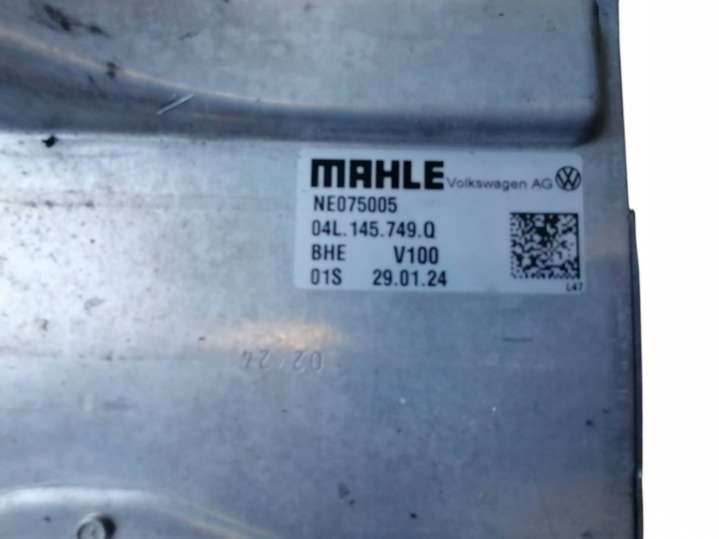 MAHLE Volkswagen AG
NE075005
04L.145.749.Q
BHE V100
01S 29.01.24
L47
02 24